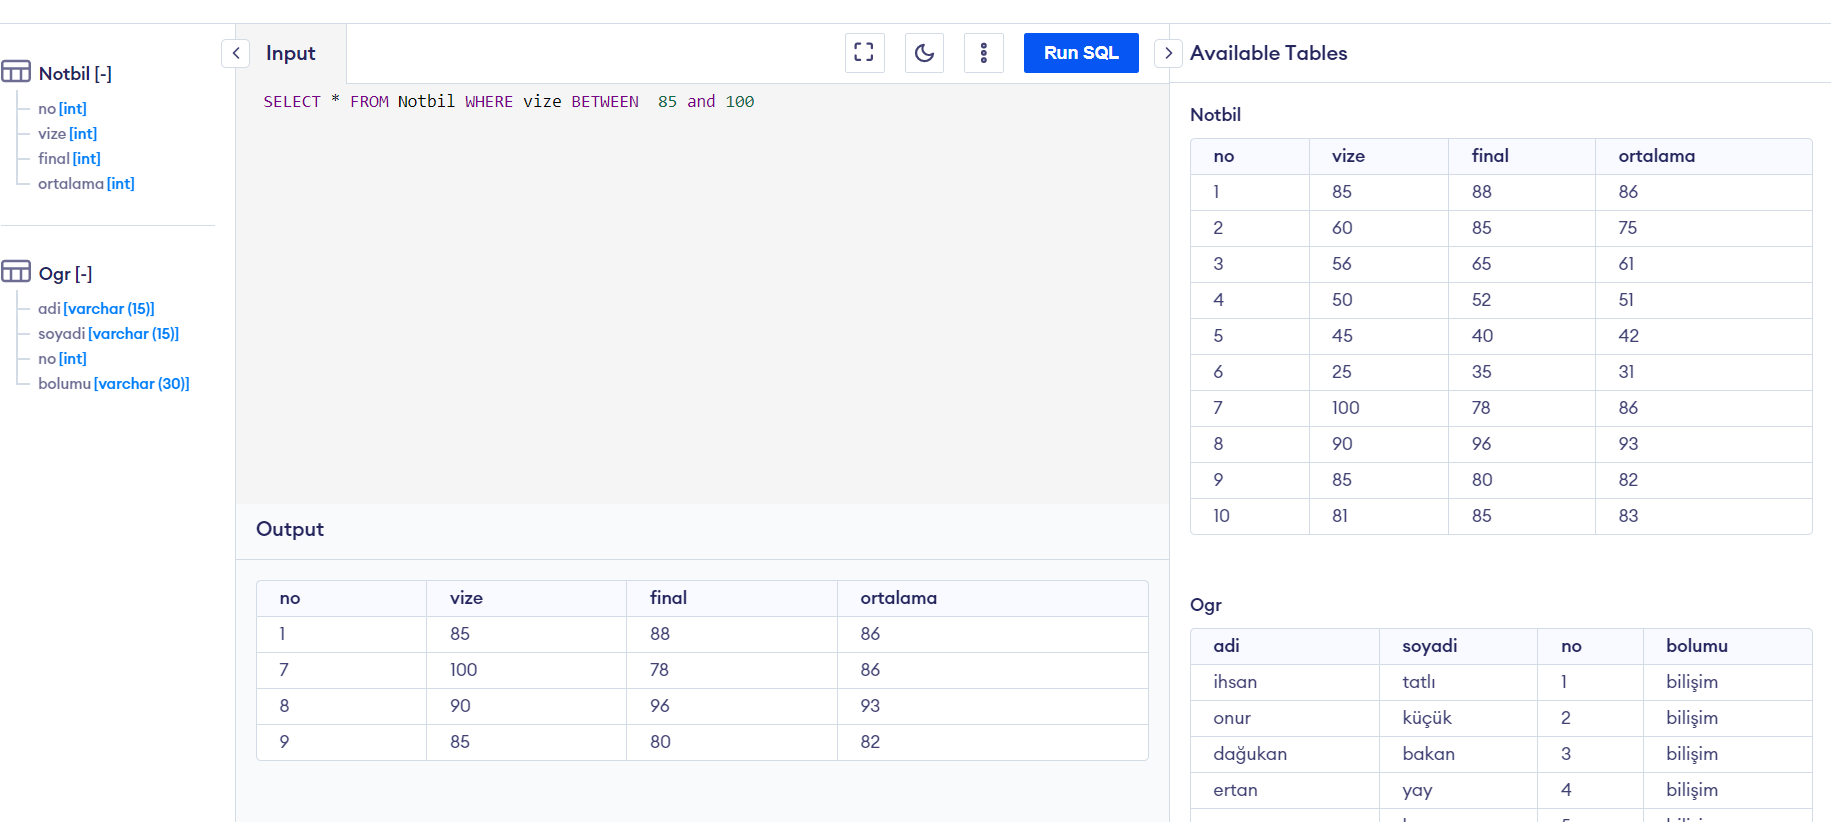 Notbil [-]
no [int]
vize [int]
final [int]
ortalama [int]
Ogr [-]
adi [varchar (15)]
soyadi [varchar (15)]
no [int]
bolumu [varchar (30)]
Input
Run SQL
SELECT * FROM Notbil WHERE vize BETWEEN  85 and 100
Output
no vize final ortalama
1 85 88 86
7 100 78 86
8 90 96 93
9 85 80 82
Available Tables
Notbil
no vize final ortalama
1 85 88 86
2 60 85 75
3 56 65 61
4 50 52 51
5 45 40 42
6 25 35 31
7 100 78 86
8 90 96 93
9 85 80 82
10 81 85 83
Ogr
adi soyadi no bolumu
ihsan tatlı 1 bilişim
onur küçük 2 bilişim
dağukan bakan 3 bilişim
ertan yay 4 bilişim